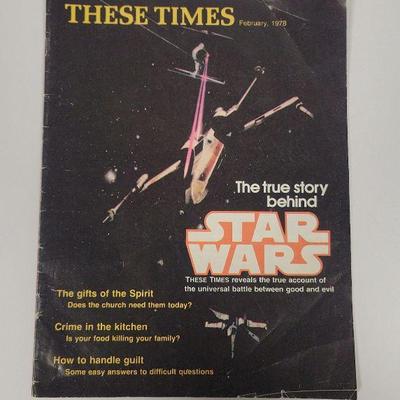 THESE TIMES
February, 1978
The true story
behind
STAR
WARS
THESE TIMES reveals the true account of
the universal battle between good and evil
The gifts of the Spirit
Does the church need them today?
Crime in the kitchen
Is your food killing your family?
How to handle guilt
Some easy answers to difficult questions